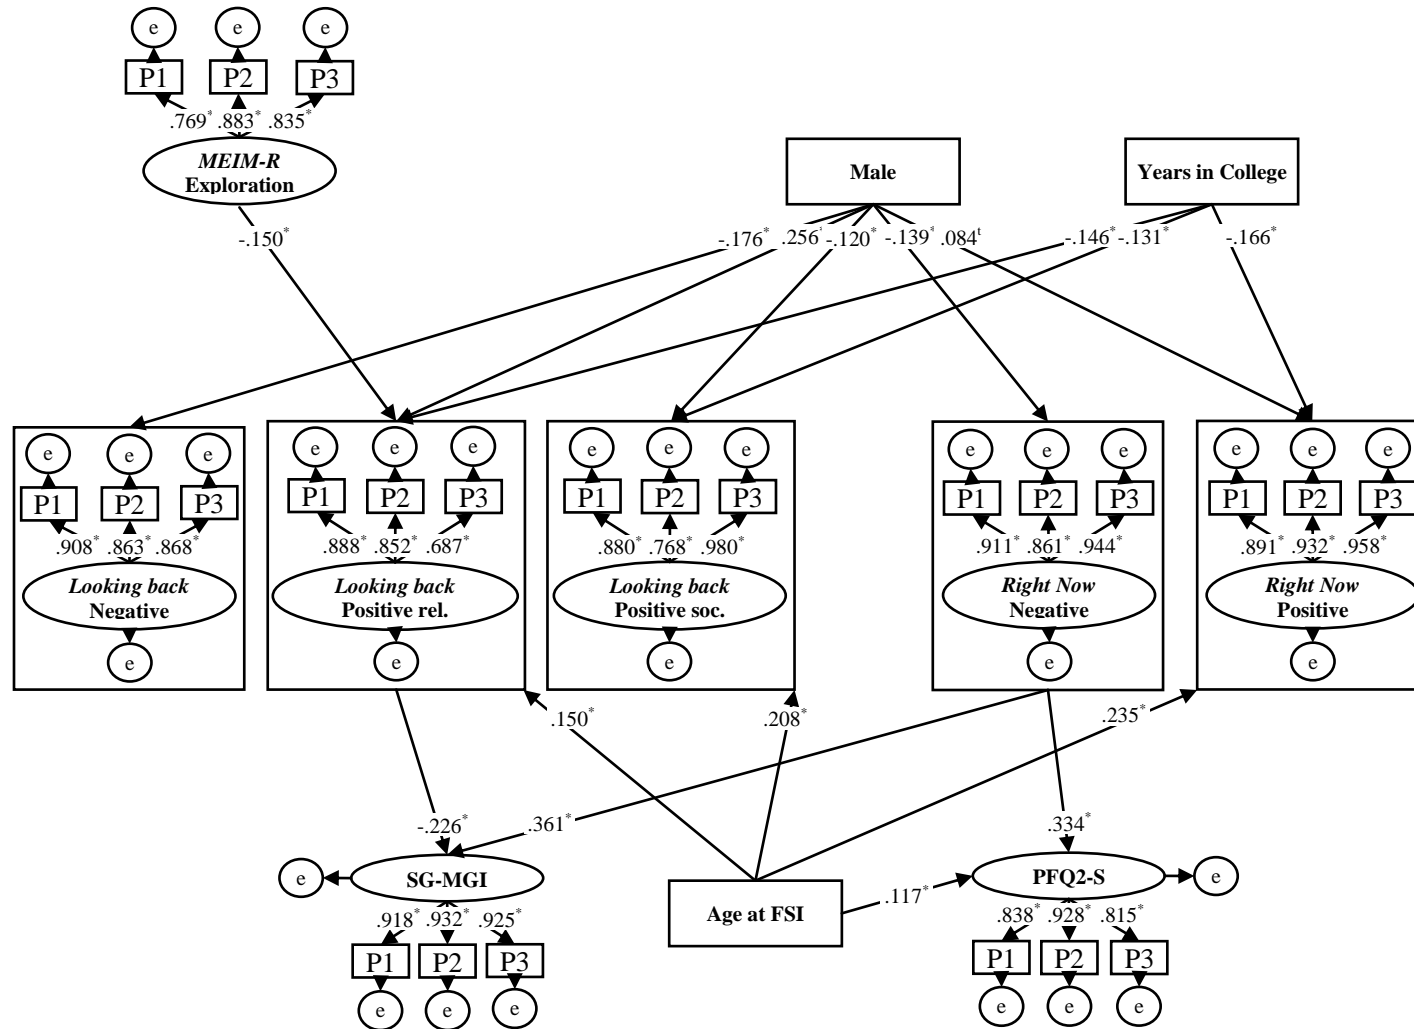 e e e
P1 P2 P3
.769* .883* .835*
MEIM-R
Exploration
Male
Years in College
-.150*
-.176* .256* -.120* -.139* .084t -.146* -.131* -.166*
e e e
P1 P2 P3
.908* .863* .868*
Looking back
Negative
e
e e e
P1 P2 P3
.888* .852* .687*
Looking back
Positive rel.
e
e e e
P1 P2 P3
.880* .768* .980*
Looking back
Positive soc.
e
e e e
P1 P2 P3
.911* .861* .944*
Right Now
Negative
e
e e e
P1 P2 P3
.891* .932* .958*
Right Now
Positive
e
.150* .208* .235*
-.226* .361* .334*
e
SG-MGI
.918* .932* .925*
P1 P2 P3
e e e
Age at FSI
.117*
PFQ2-S
e
.838* .928* .815*
P1 P2 P3
e e e